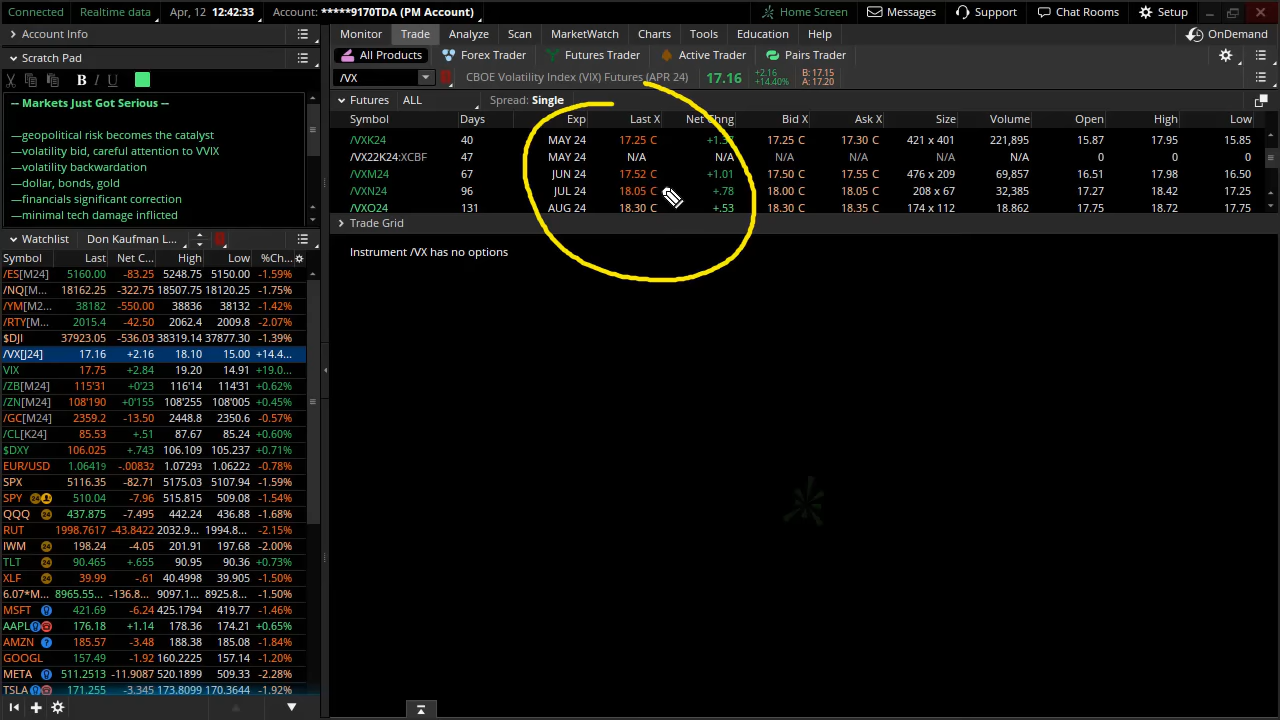 Connected Realtime data Apr, 12 12:42:33 Account: *****9170TDA (PM Account) Home Screen Messages Support Chat Rooms Setup
Account Info
Scratch Pad
B I U
-- Markets Just Got Serious --
—geopolitical risk becomes the catalyst
—volatility bid, careful attention to VVIX
—volatility backwardation
—dollar, bonds, gold
—financials significant correction
—minimal tech damage inflicted
Watchlist Don Kaufman L...
Symbol Last Net C... High Low %Ch...
/ES[M24] 5160.00 -83.25 5248.75 5150.00 -1.59%
/NQ[M... 18162.25 -322.75 18507.75 18120.25 -1.75%
/YM[M2... 38182 -550.00 38836 38132 -1.42%
/RTY[M... 2015.4 -42.50 2062.4 2009.8 -2.07%
$DJI 37923.05 -536.03 38319.14 37877.30 -1.39%
/VX[J24] 17.16 +2.16 18.10 15.00 +14.4...
VIX 17.75 +2.84 19.20 14.91 +19.0...
/ZB[M24] 115'31 +0'23 116'14 114'31 +0.62%
/ZN[M24] 108'190 +0'155 108'255 108'005 +0.45%
/GC[M24] 2359.2 -13.50 2448.8 2350.6 -0.57%
/CL[K24] 85.53 +.51 87.67 85.24 +0.60%
$DXY 106.025 +.743 106.109 105.237 +0.71%
EUR/USD 1.06419 -.00832 1.07293 1.06222 -0.78%
SPX 5116.35 -82.71 5175.03 5107.94 -1.59%
SPY 24 510.04 -7.96 515.815 509.08 -1.54%
QQQ 24 437.875 -7.495 442.24 436.88 -1.68%
RUT 1998.7617 -43.8422 2032.9... 1994.8... -2.15%
IWM 24 198.24 -4.05 201.91 197.68 -2.00%
TLT 24 90.465 +.655 90.95 90.36 +0.73%
XLF 24 39.99 -.61 40.4998 39.905 -1.50%
6.07*M... 8965.55... -136.8... 9097.1... 8925.8... -1.50%
MSFT 421.69 -6.24 425.1794 419.77 -1.46%
AAPL 176.18 +1.14 178.36 174.21 +0.65%
AMZN ? 185.57 -3.48 188.38 185.08 -1.84%
GOOGL 157.49 -1.92 160.2225 157.14 -1.20%
META 511.2513 -11.9087 520.1899 509.33 -2.28%
TSLA 171.255 -3.345 173.8099 170.3644 -1.92%
Monitor Trade Analyze Scan MarketWatch Charts Tools Education Help OnDemand
All Products Forex Trader Futures Trader Active Trader Pairs Trader
/VX CBOE Volatility Index (VIX) Futures (APR 24) 17.16 +2.16 +14.40% B: 17.15 A: 17.20
Futures ALL Spread: Single
Symbol Days Exp Last X Net Chng Bid X Ask X Size Volume Open High Low
/VXK24 40 MAY 24 17.25 C 17.25 C 17.30 C 421 x 401 221,895 15.87 17.95 15.85
/VX22K24:XCBF 47 MAY 24 N/A N/A N/A N/A N/A 0 0 0
/VXM24 67 JUN 24 17.52 C +1.01 17.50 C 17.55 C 476 x 209 69,857 16.51 17.98 16.50
/VXN24 96 JUL 24 18.05 C +.78 18.00 C 18.05 C 208 x 67 32,385 17.27 18.42 17.25
/VXQ24 131 AUG 24 18.30 C +.53 18.30 C 18.35 C 174 x 112 18.862 17.75 18.72 17.75
Trade Grid
Instrument /VX has no options